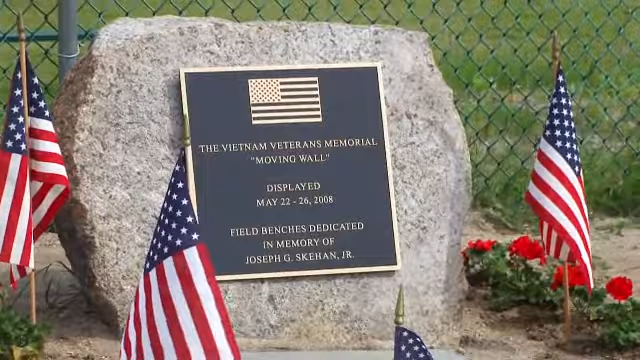 THE VIETNAM VETERANS MEMORIAL
"MOVING WALL"
DISPLAYED
MAY 22 - 26, 2008
FIELD BENCHES DEDICATED
IN MEMORY OF
JOSEPH G. SKEHAN, JR.